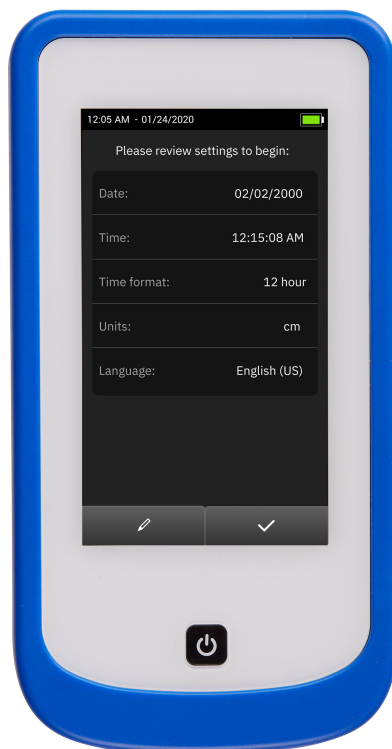 12:05 AM - 01/24/2020
Please review settings to begin:
Date: 02/02/2000
Time: 12:15:08 AM
Time format: 12 hour
Units: cm
Language: English (US)